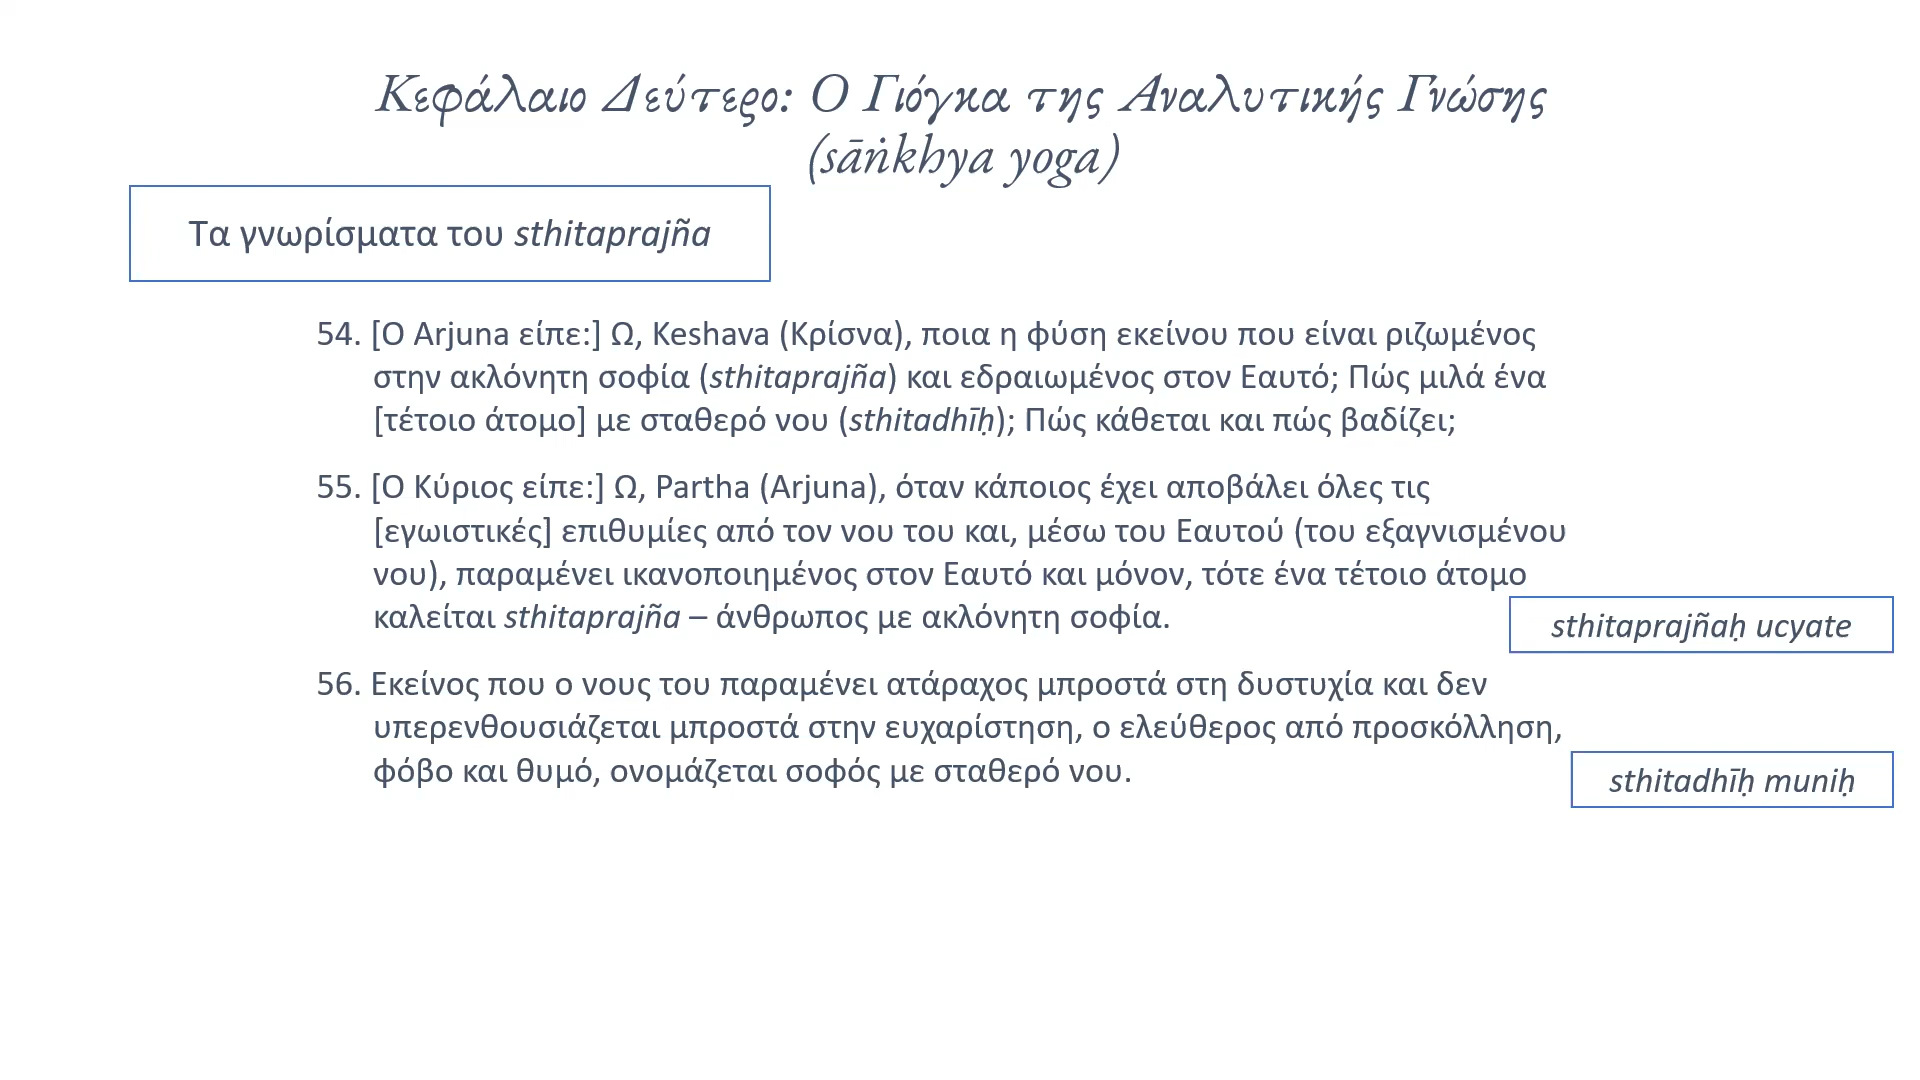 Κεφάλαιο Δεύτερο: Ο Γιόγκα της Αναλυτικής Γνώσης
(sāṅkhya yoga)
Τα γνωρίσματα του sthitaprajña
54. [Ο Arjuna είπε:] Ω, Keshava (Κρίσνα), ποια η φύση εκείνου που είναι ριζωμένος
στην ακλόνητη σοφία (sthitaprajña) και εδραιωμένος στον Εαυτό; Πώς μιλά ένα
[τέτοιο άτομο] με σταθερό νου (sthitadhīḥ); Πώς κάθεται και πώς βαδίζει;
55. [Ο Κύριος είπε:] Ω, Partha (Arjuna), όταν κάποιος έχει αποβάλει όλες τις
[εγωιστικές] επιθυμίες από τον νου του και, μέσω του Εαυτού (του εξαγνισμένου
νου), παραμένει ικανοποιημένος στον Εαυτό και μόνον, τότε ένα τέτοιο άτομο
καλείται sthitaprajña – άνθρωπος με ακλόνητη σοφία.
sthitaprajñaḥ ucyate
56. Εκείνος που ο νους του παραμένει ατάραχος μπροστά στη δυστυχία και δεν
υπερενθουσιάζεται μπροστά στην ευχαρίστηση, ο ελεύθερος από προσκόλληση,
φόβο και θυμό, ονομάζεται σοφός με σταθερό νου.
sthitadhīḥ muniḥ